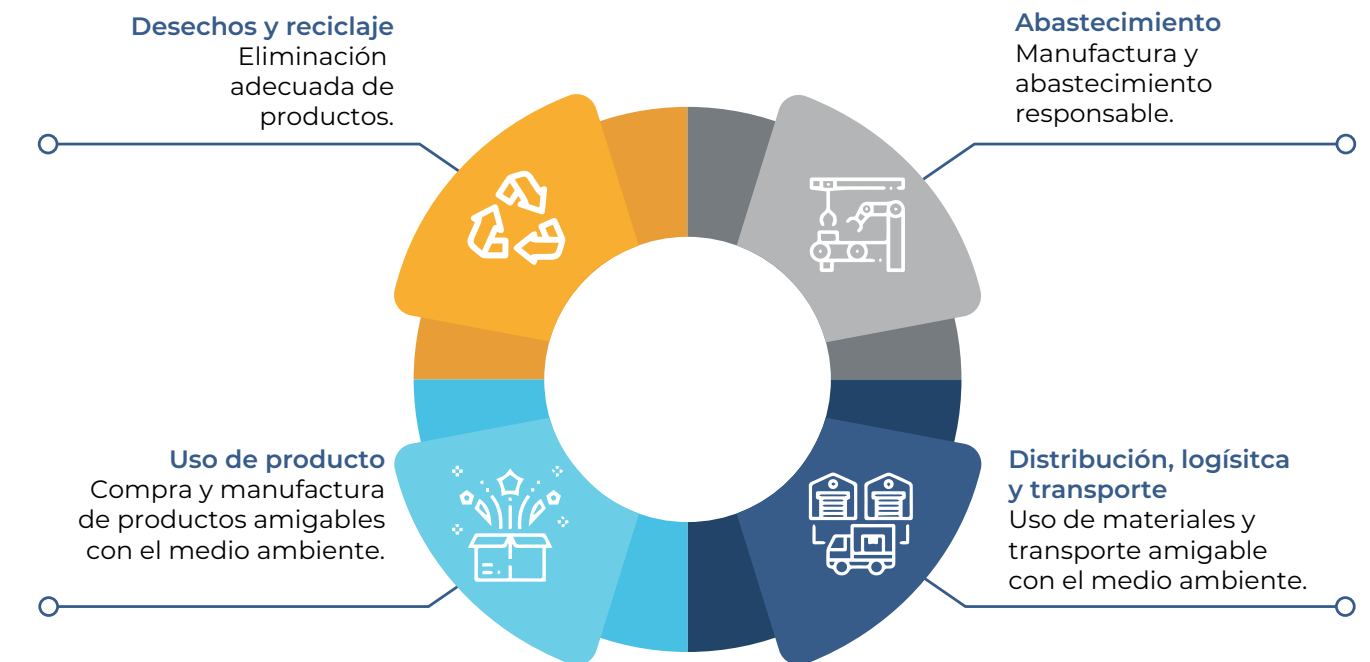 Desechos y reciclaje
Eliminación
adecuada de
productos.
Abastecimiento
Manufactura y
abastecimiento
responsable.
Uso de producto
Compra y manufactura
de productos amigables
con el medio ambiente.
Distribución, logísitca
y transporte
Uso de materiales y
transporte amigable
con el medio ambiente.